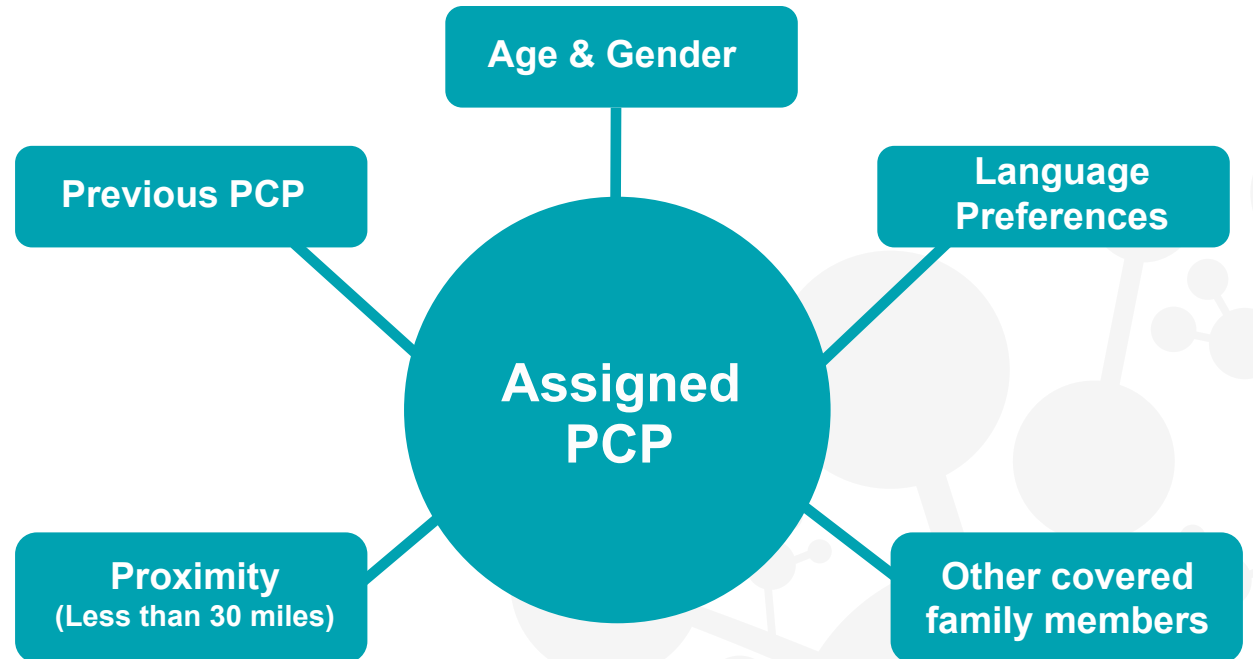 Age & Gender
Previous PCP
Language
Preferences
Assigned
PCP
Proximity
(Less than 30 miles)
Other covered
family members